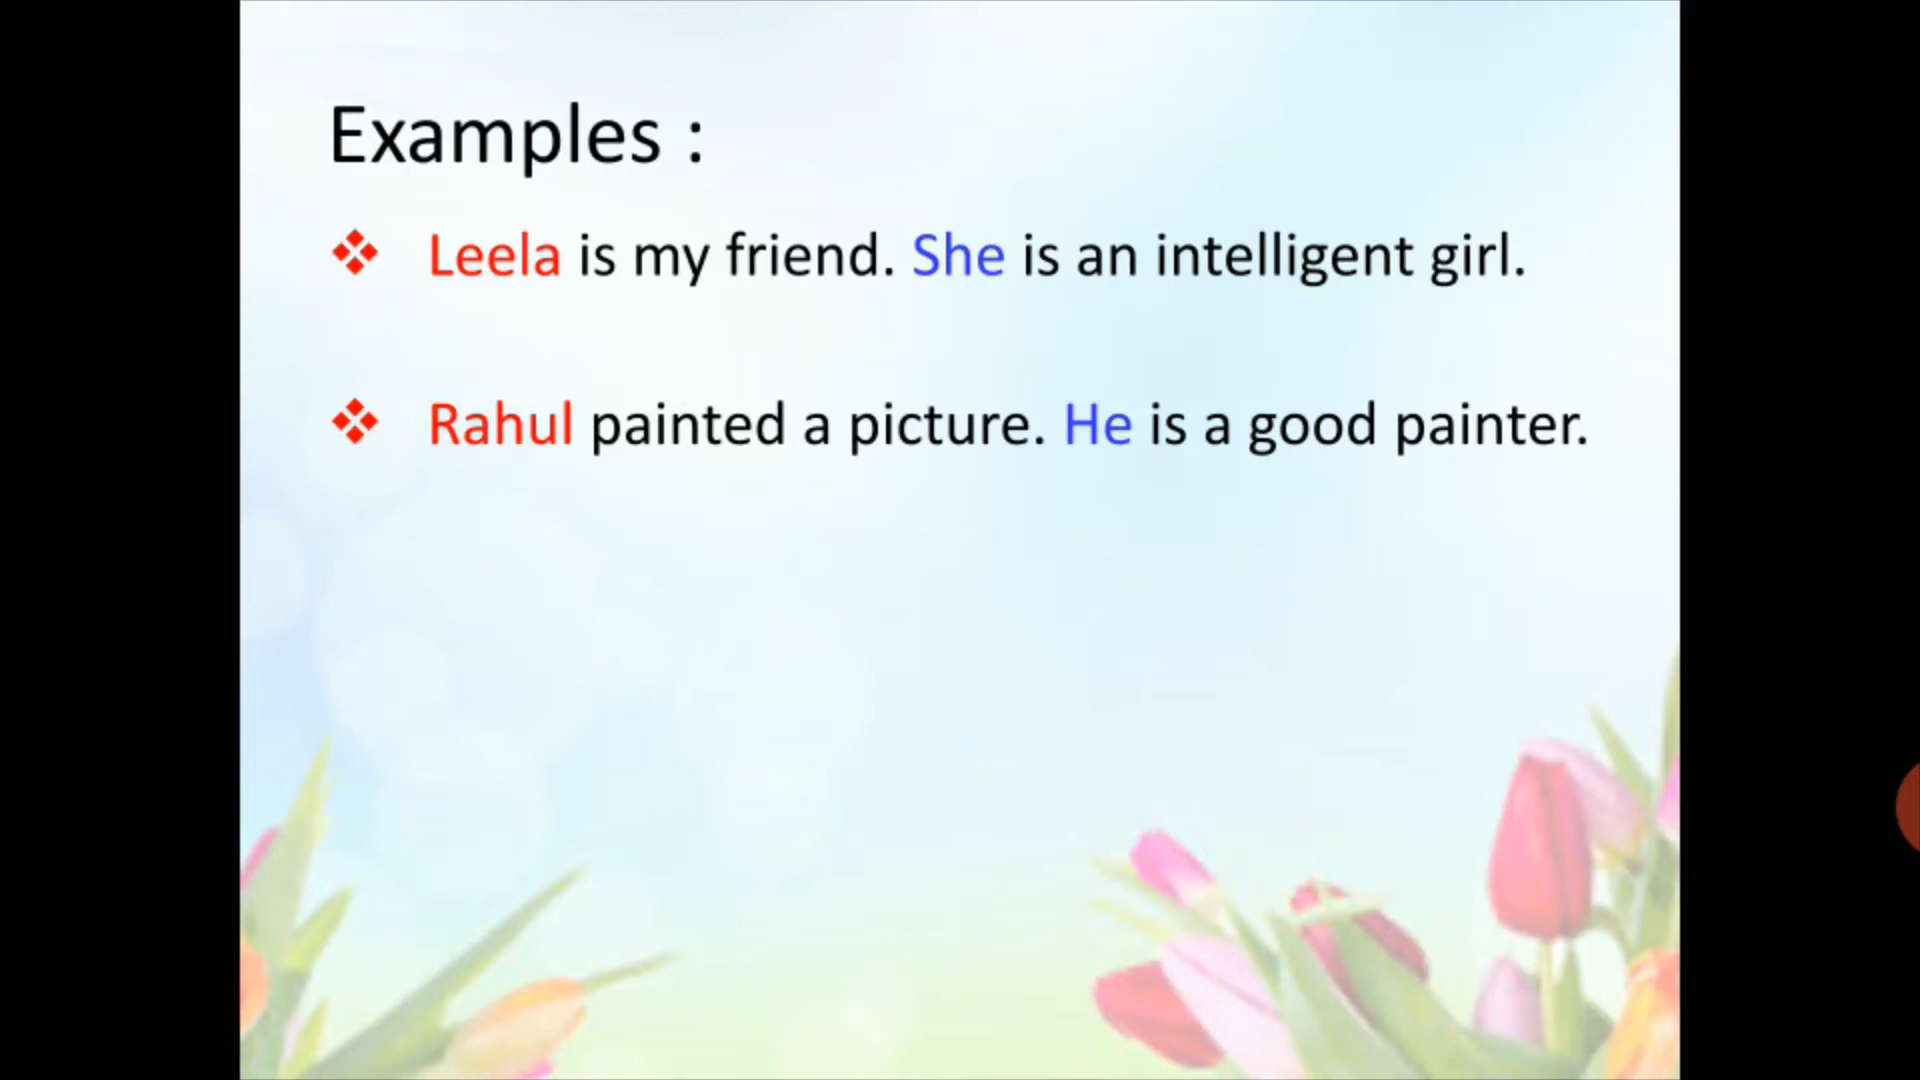 Examples :
❖ Leela is my friend. She is an intelligent girl.
❖ Rahul painted a picture. He is a good painter.